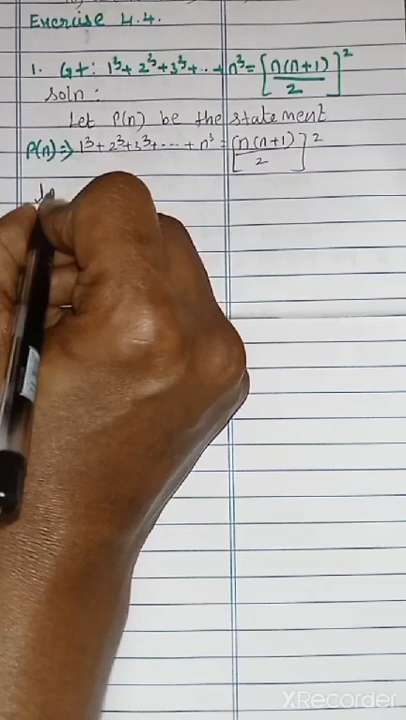 Exercise 4.4.
1. Gt: 1³+2³+3³+..+n³=[n(n+1)/2]²
Soln:
Let P(n) be the statement
P(n)⇒ 1³+2³+3³+...+n³=[n(n+1)/2]²
XRecorder